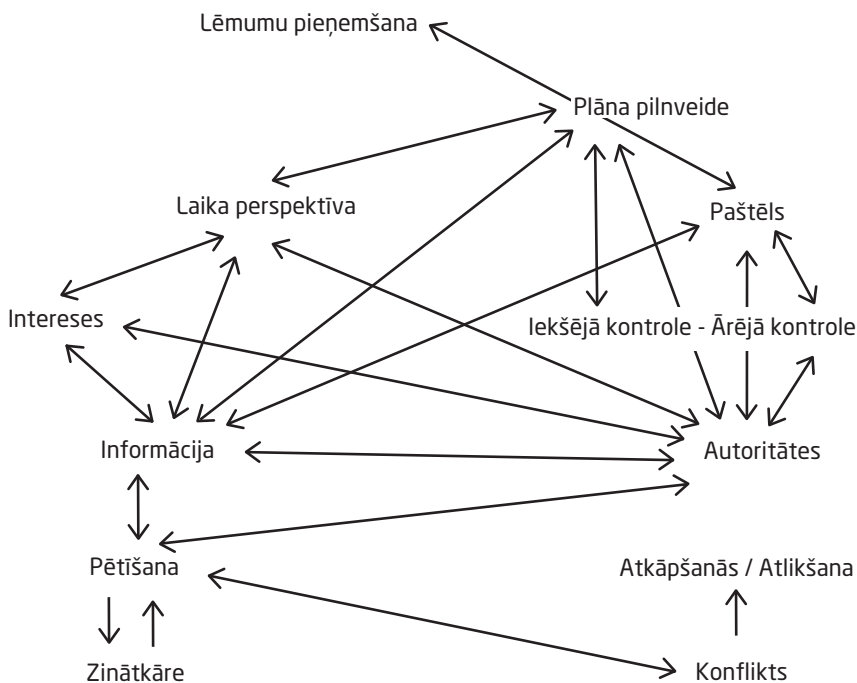 Lēmumu pieņemšana
Plāna pilnveide
Laika perspektīva
Paštēls
Intereses
Iekšējā kontrole - Ārējā kontrole
Informācija
Autoritātes
Pētīšana
Atkāpšanās / Atlikšana
Zinātkāre
Konflikts